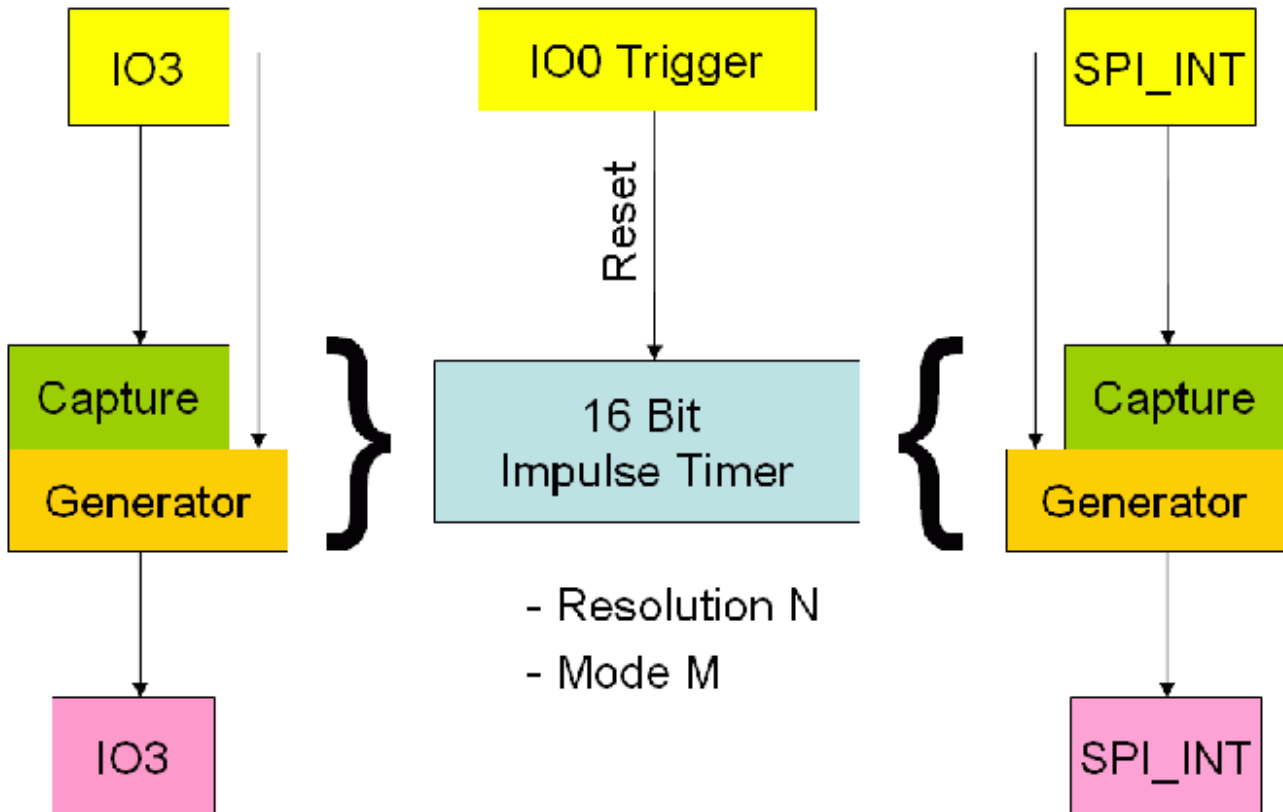 IO3
IO0 Trigger
SPI_INT
Reset
Capture
Generator
16 Bit
Impulse Timer
Capture
Generator
- Resolution N
- Mode M
IO3
SPI_INT